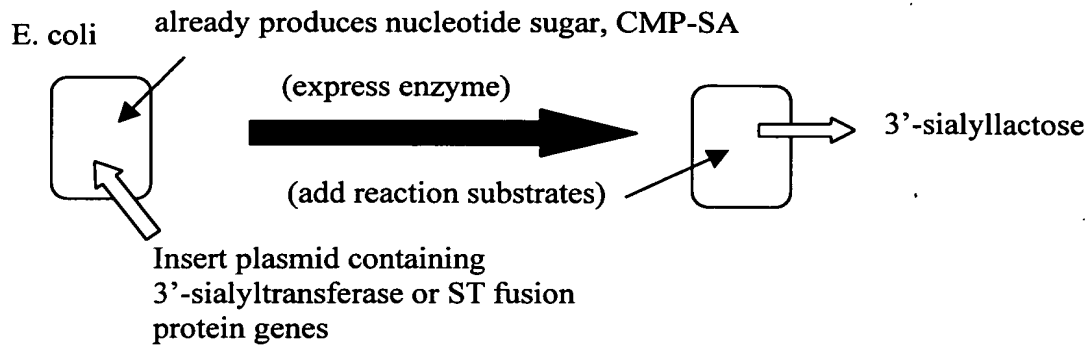 E. coli
already produces nucleotide sugar, CMP-SA
(express enzyme)
3’-sialyllactose
(add reaction substrates)
Insert plasmid containing
3’-sialyltransferase or ST fusion
protein genes